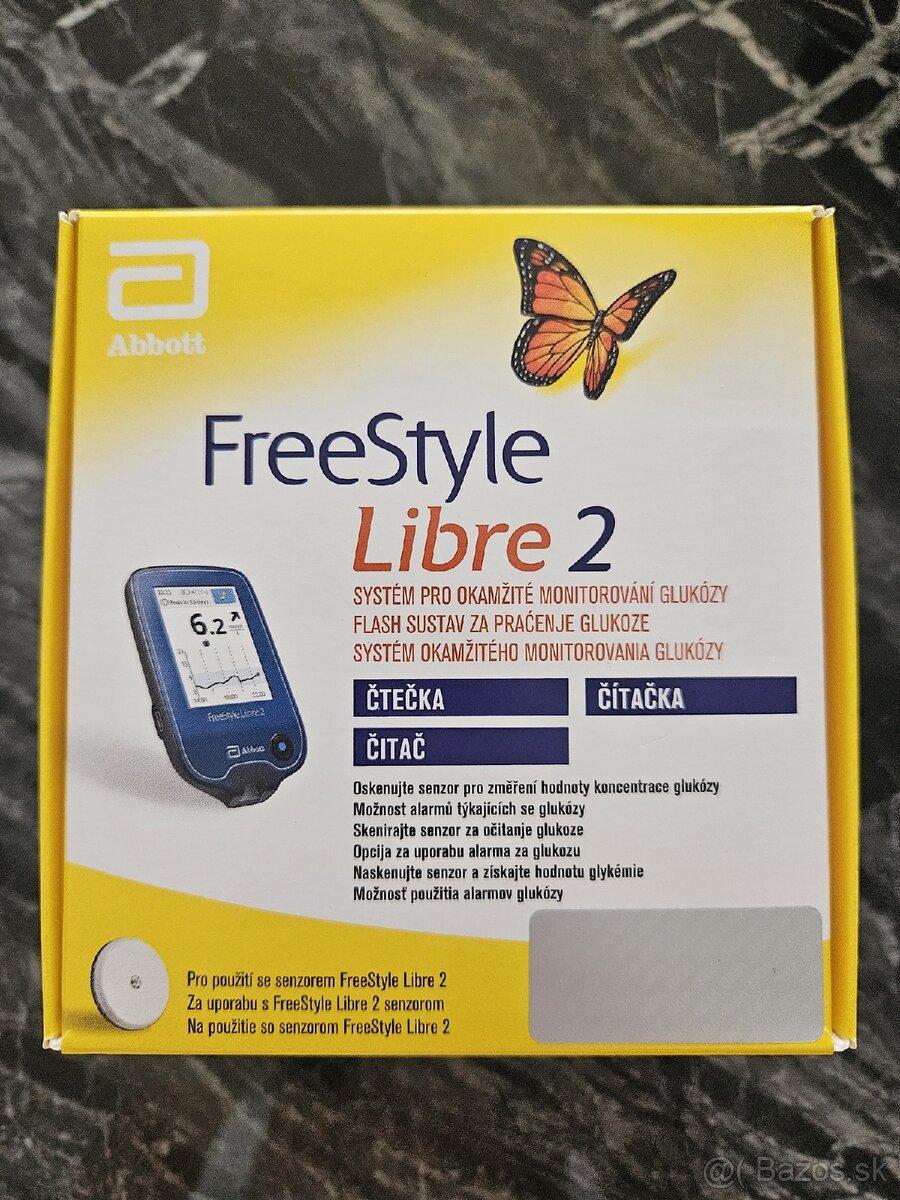 Abbott
FreeStyle
Libre 2
SYSTÉM PRO OKAMŽITÉ MONITOROVÁNÍ GLUKÓZY
FLASH SUSTAV ZA PRAĆENJE GLUKOZE
SYSTÉM OKAMŽITÉHO MONITOROVANIA GLUKÓZY
ČTEČKA
ČÍTAČKA
ČITAČ
6.2
FreeStyle Libre 2
Abbott
Oskenujte senzor pro změření hodnoty koncentrace glukózy
Možnost alarmů týkajících se glukózy
Skenirajte senzor za očitanje glukoze
Opcija za uporabu alarma za glukozu
Naskenujte senzor a získajte hodnotu glykémie
Možnosť použitia alarmov glukózy
Pro použití se senzorem FreeStyle Libre 2
Za uporabu s FreeStyle Libre 2 senzorom
Na použitie so senzorom FreeStyle Libre 2
Bazos.sk